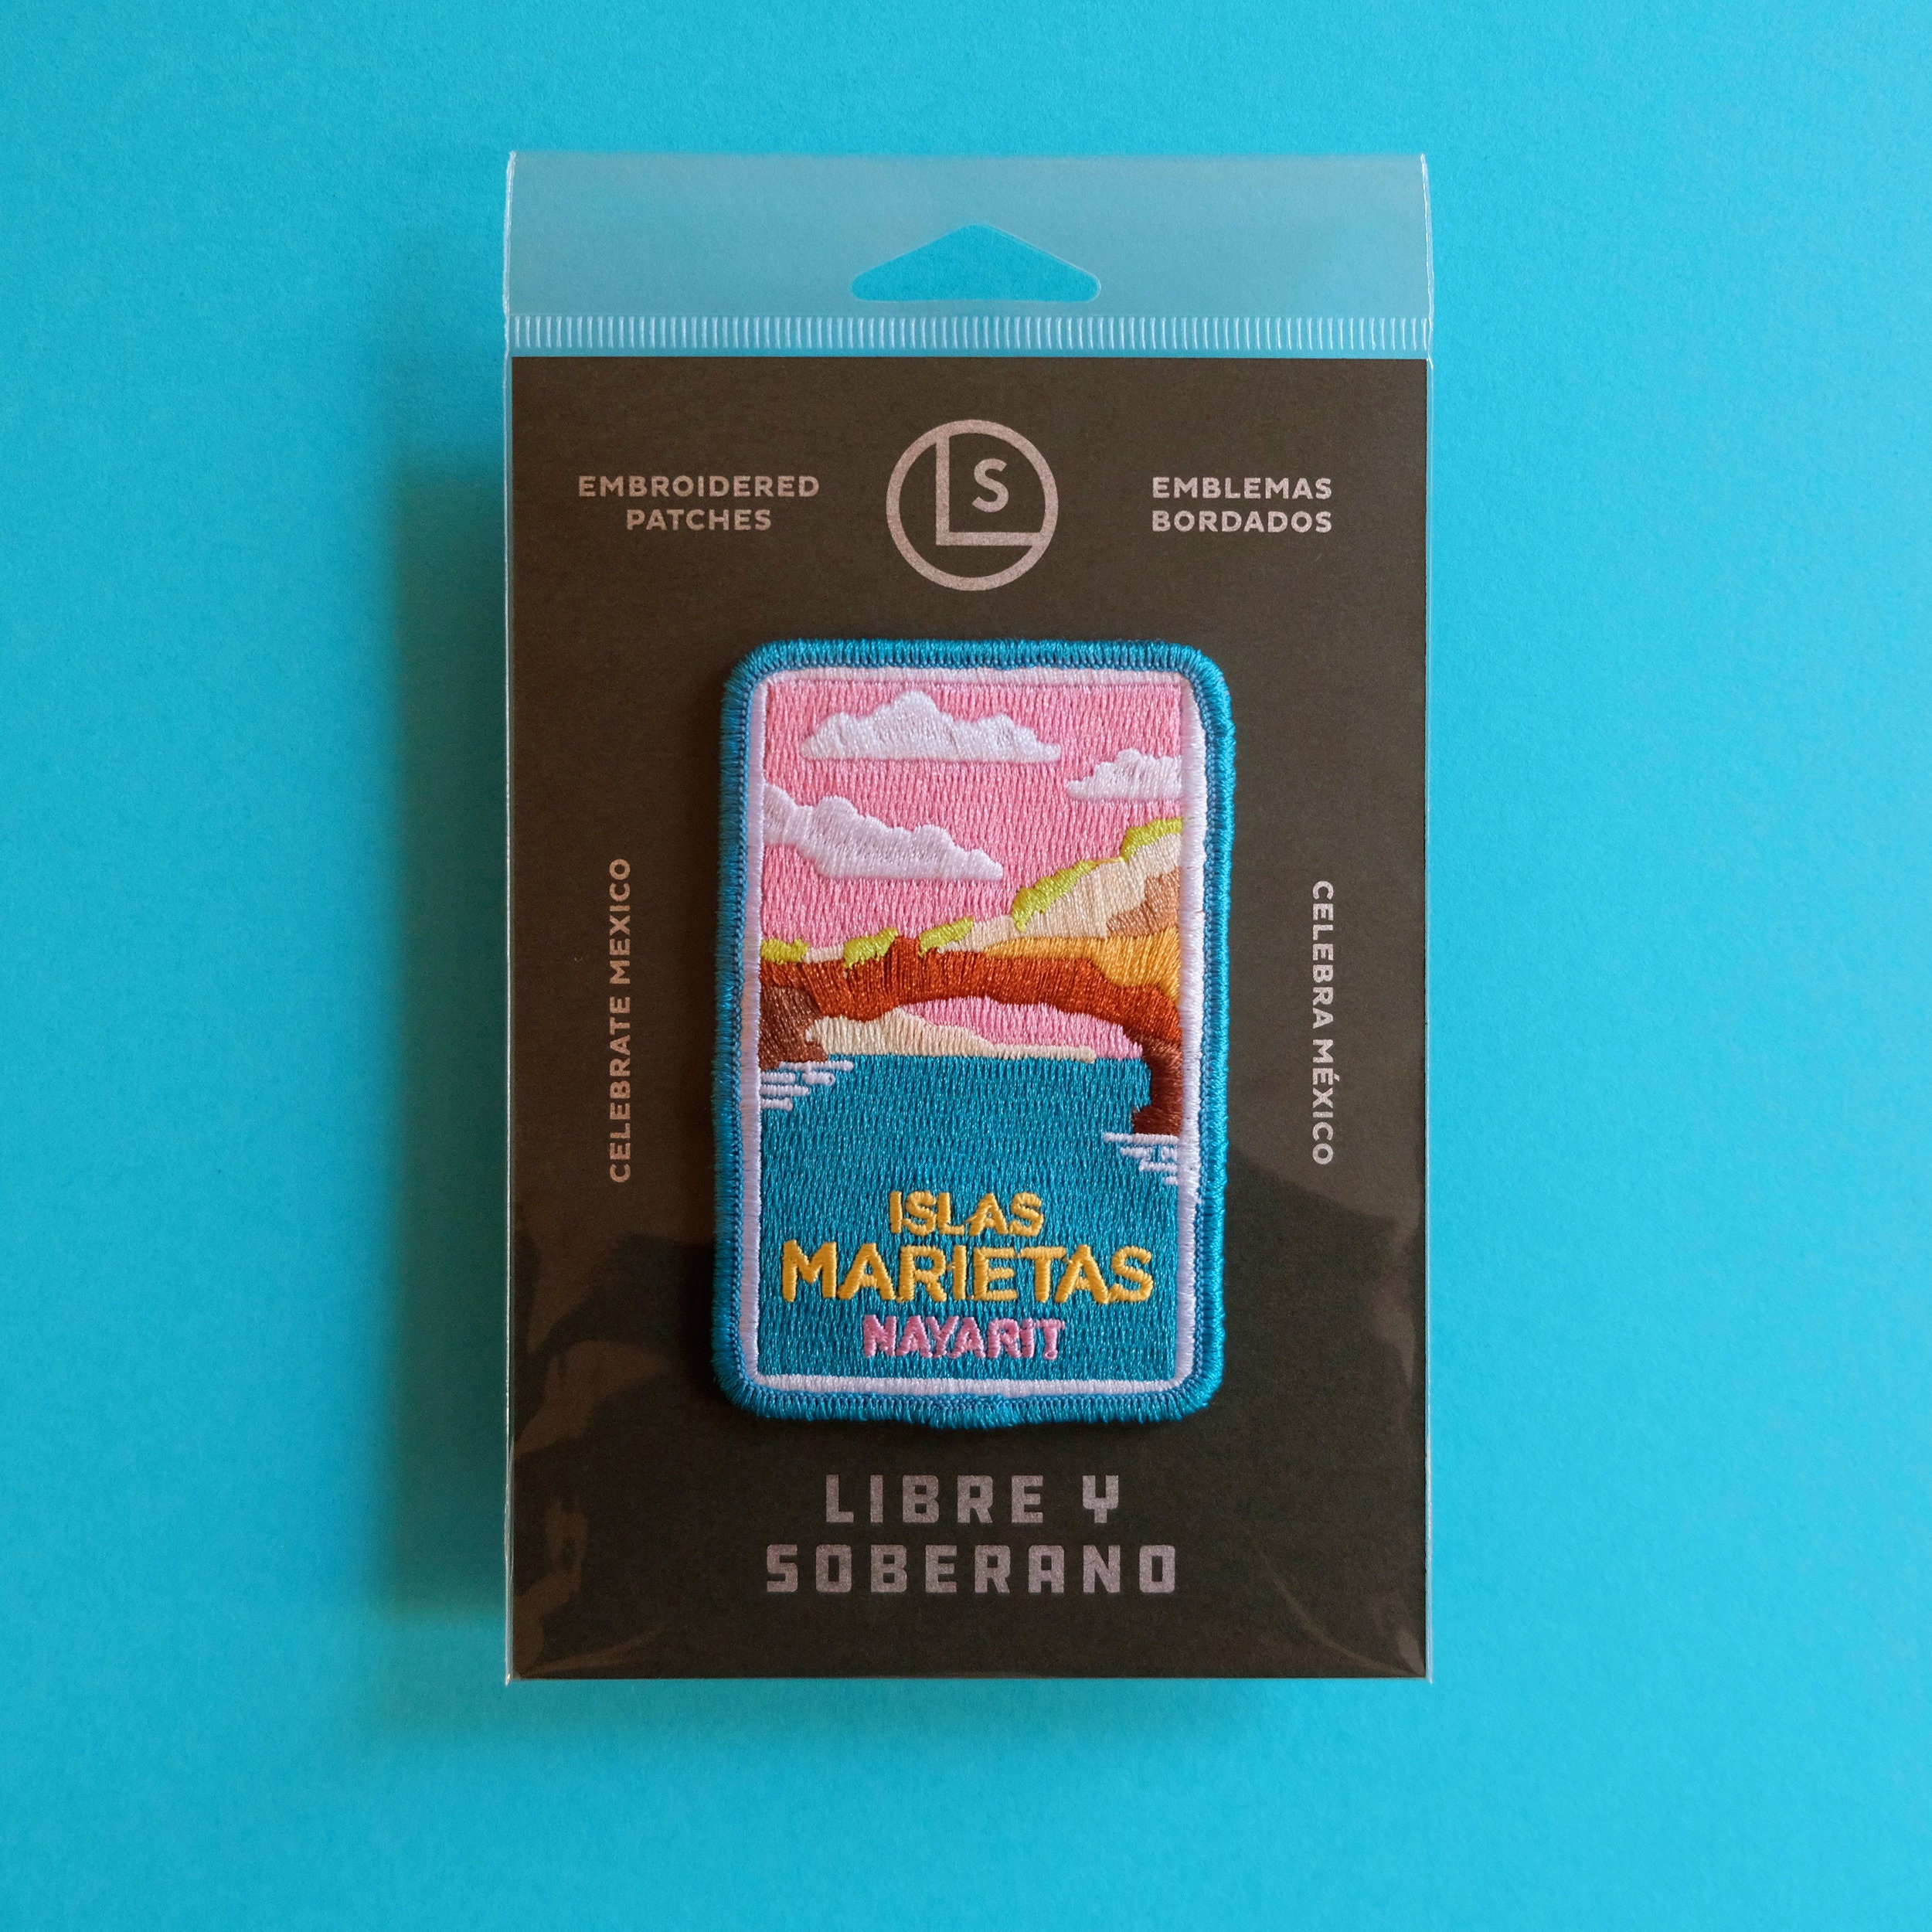 EMBROIDERED
PATCHES
LS
EMBLEMAS
BORDADOS
CELEBRATE MEXICO
CELEBRA MÉXICO
ISLAS
MARIETAS
NAYARIT
LIBRE Y
SOBERANO